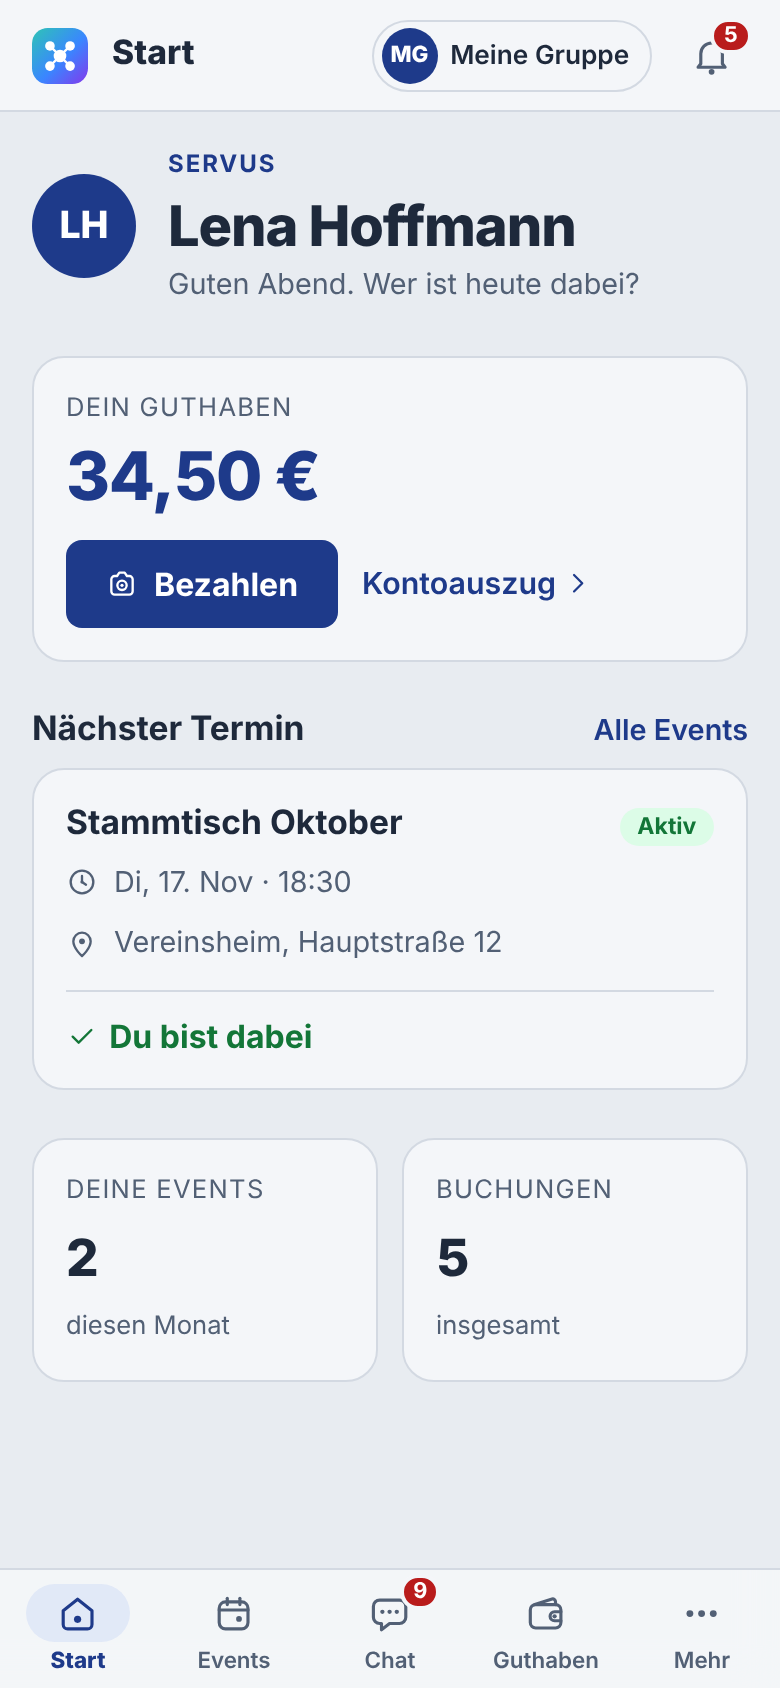 Start
MG Meine Gruppe
5
SERVUS
LH
Lena Hoffmann
Guten Abend. Wer ist heute dabei?
DEIN GUTHABEN
34,50 €
Bezahlen
Kontoauszug
Nächster Termin
Alle Events
Stammtisch Oktober
Aktiv
Di, 17. Nov · 18:30
Vereinsheim, Hauptstraße 12
Du bist dabei
DEINE EVENTS
2
diesen Monat
BUCHUNGEN
5
insgesamt
Start
Events
9
Chat
Guthaben
Mehr